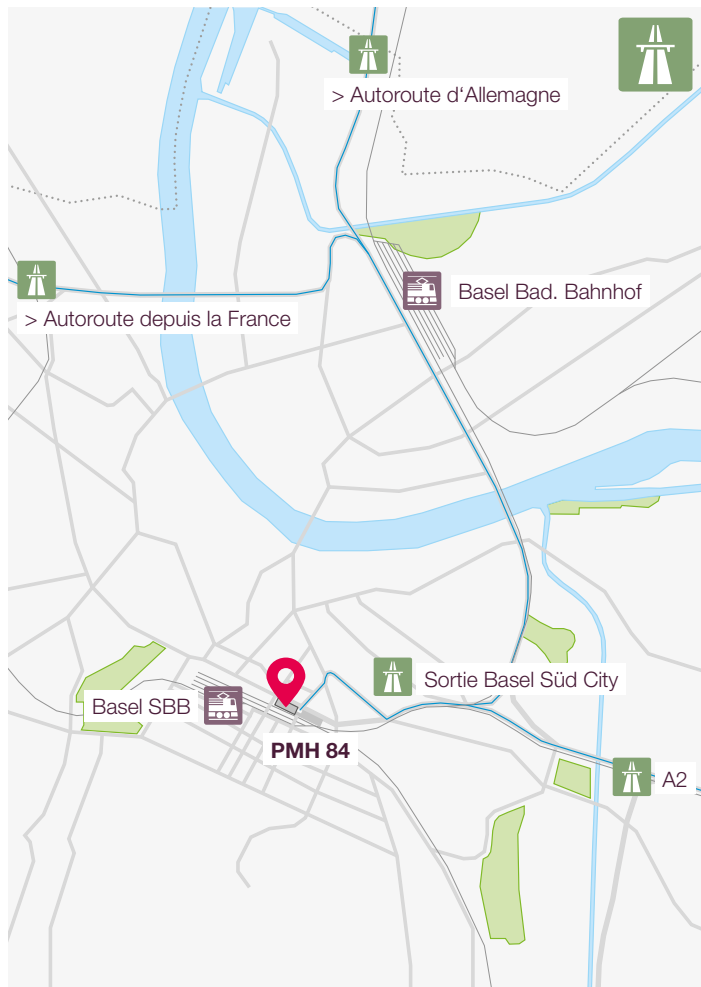 > Autoroute d‘Allemagne
Basel Bad. Bahnhof
> Autoroute depuis la France
Sortie Basel Süd City
Basel SBB
PMH 84
A2